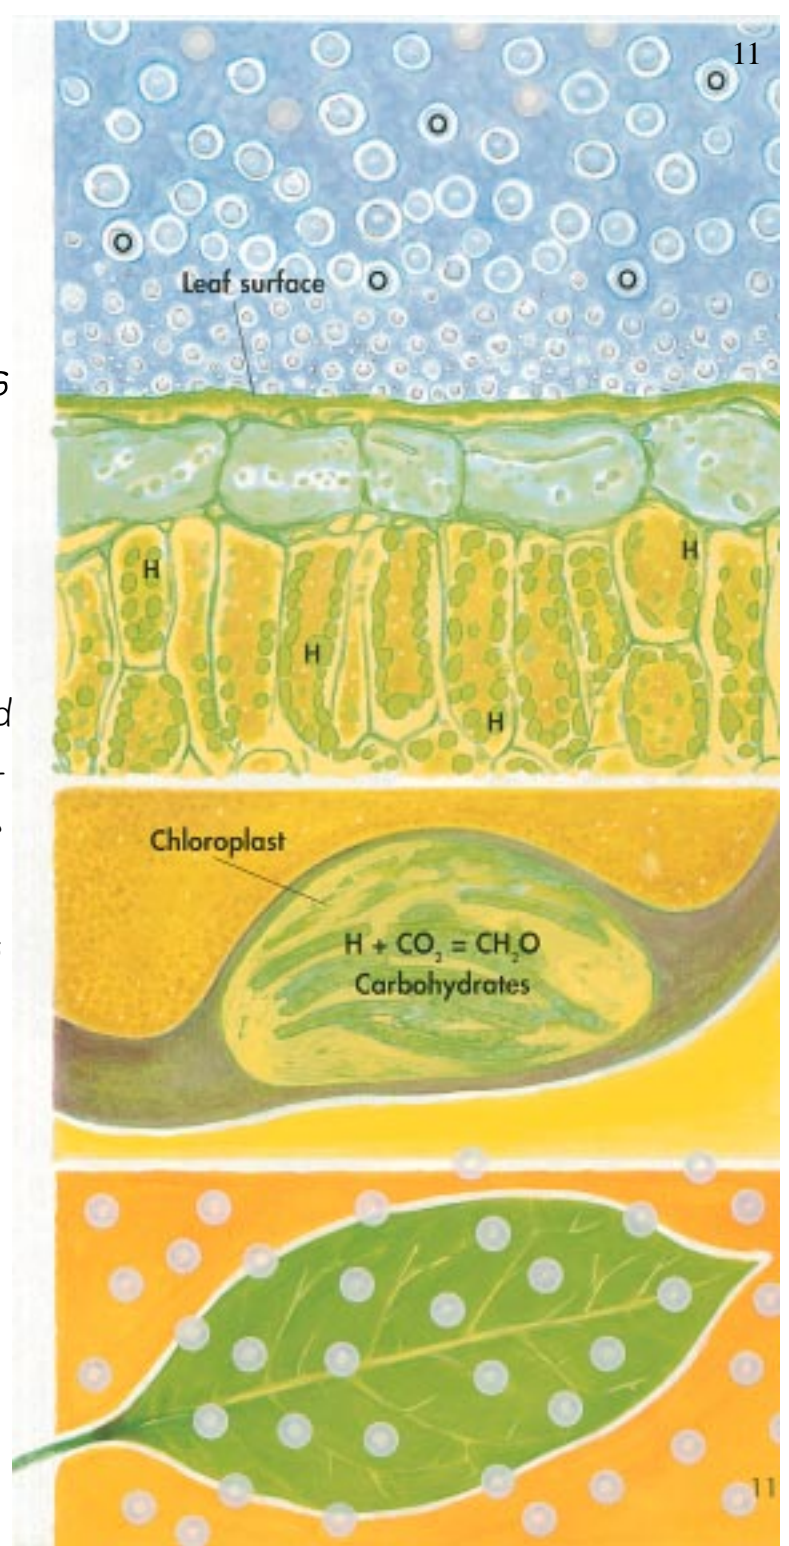 11
O
O
O
Leaf surface
O
O
s
H
H
H
d
H
Chloroplast
H + CO₂ = CH₂O
Carbohydrates
11